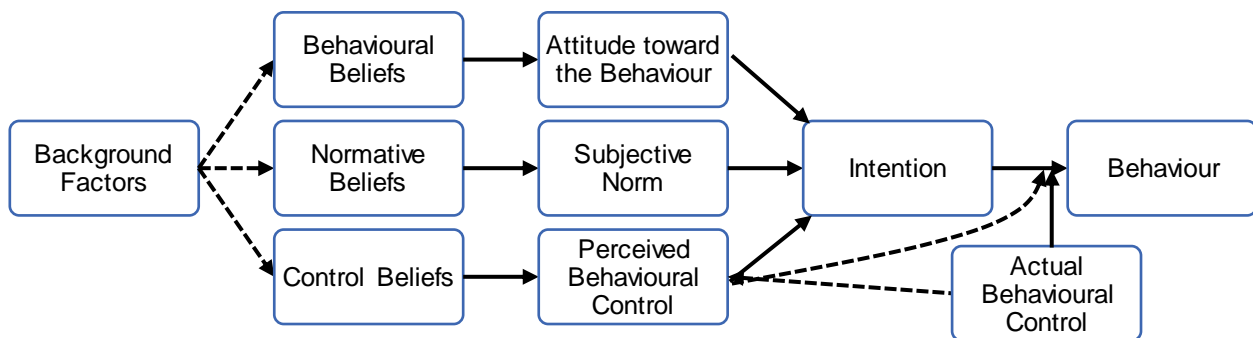 Behavioural
Beliefs
Attitude toward
the Behaviour
Background
Factors
Normative
Beliefs
Subjective
Norm
Intention
Behaviour
Control Beliefs
Perceived
Behavioural
Control
Actual
Behavioural
Control